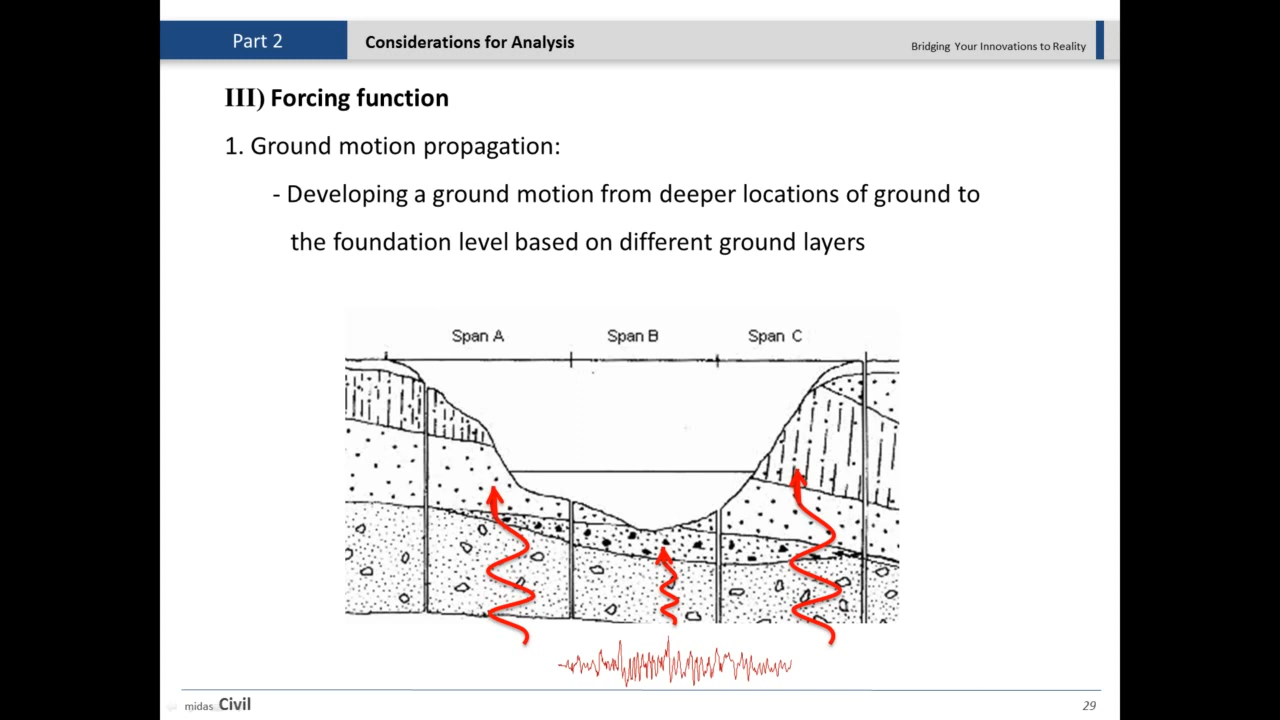 Part 2
Considerations for Analysis
Bridging Your Innovations to Reality
III) Forcing function
1. Ground motion propagation:
- Developing a ground motion from deeper locations of ground to
the foundation level based on different ground layers
Span A Span B Span C
midas Civil
29